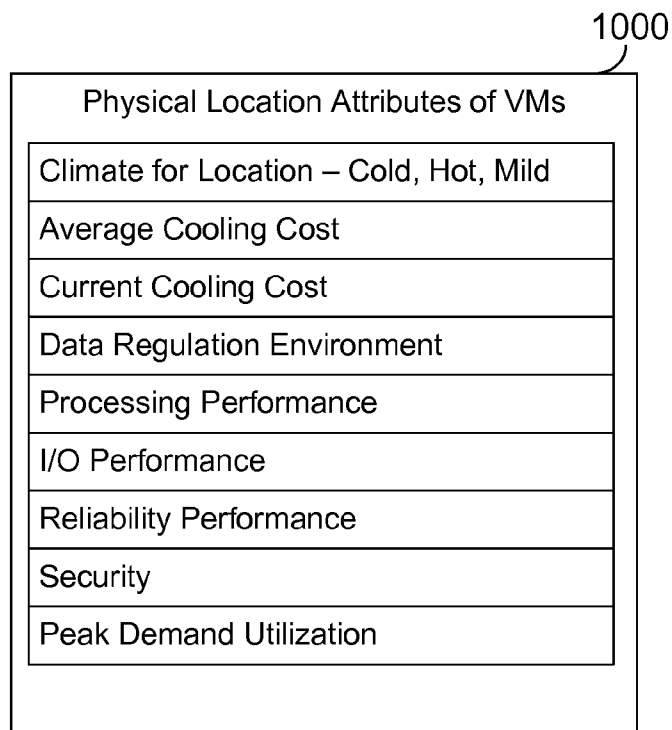 1000
Physical Location Attributes of VMs
Climate for Location – Cold, Hot, Mild
Average Cooling Cost
Current Cooling Cost
Data Regulation Environment
Processing Performance
I/O Performance
Reliability Performance
Security
Peak Demand Utilization